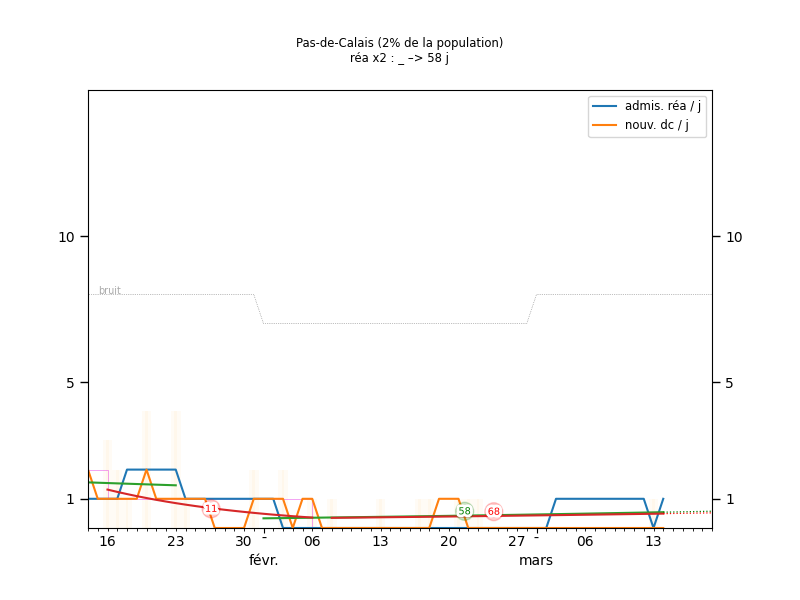 Pas-de-Calais (2% de la population)
réa x2 : _ –> 58 j
admis. réa / j
nouv. dc / j
10 10
bruit
5 5
1 1
11 58 68
16 23 30 - 06 13 20 27 - 06 13
févr. mars